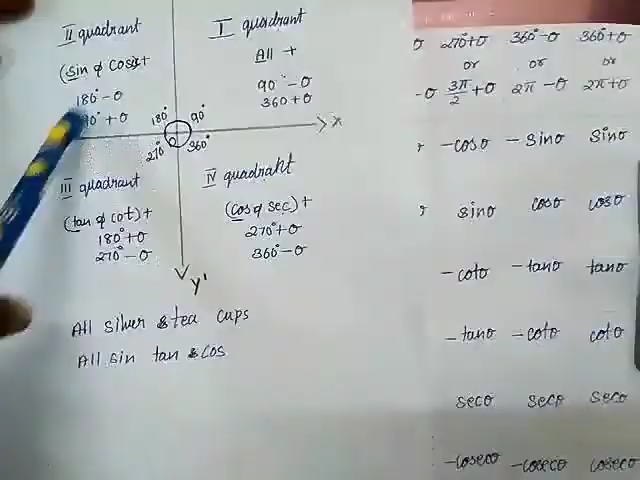 II quadrant
(sin & cosec +
180° - θ
90° + θ
I quadrant
All +
90° - θ
360 + θ
180° 90°
270° 360°
X
III quadrant
(tan & cot) +
180° + θ
270° - θ
IV quadrant
(cos & sec) +
270° + θ
360° - θ
Y'
All silver & tea cups
All sin tan & cos
θ 270° + θ 360° - θ 360° + θ
or or or
- θ 3π/2 + θ 2π - θ 2π + θ
- cosθ - sinθ sinθ
sinθ cosθ cosθ
- cotθ - tanθ tanθ
- tanθ - cotθ cotθ
secθ secθ secθ
- cosecθ - cosecθ cosecθ